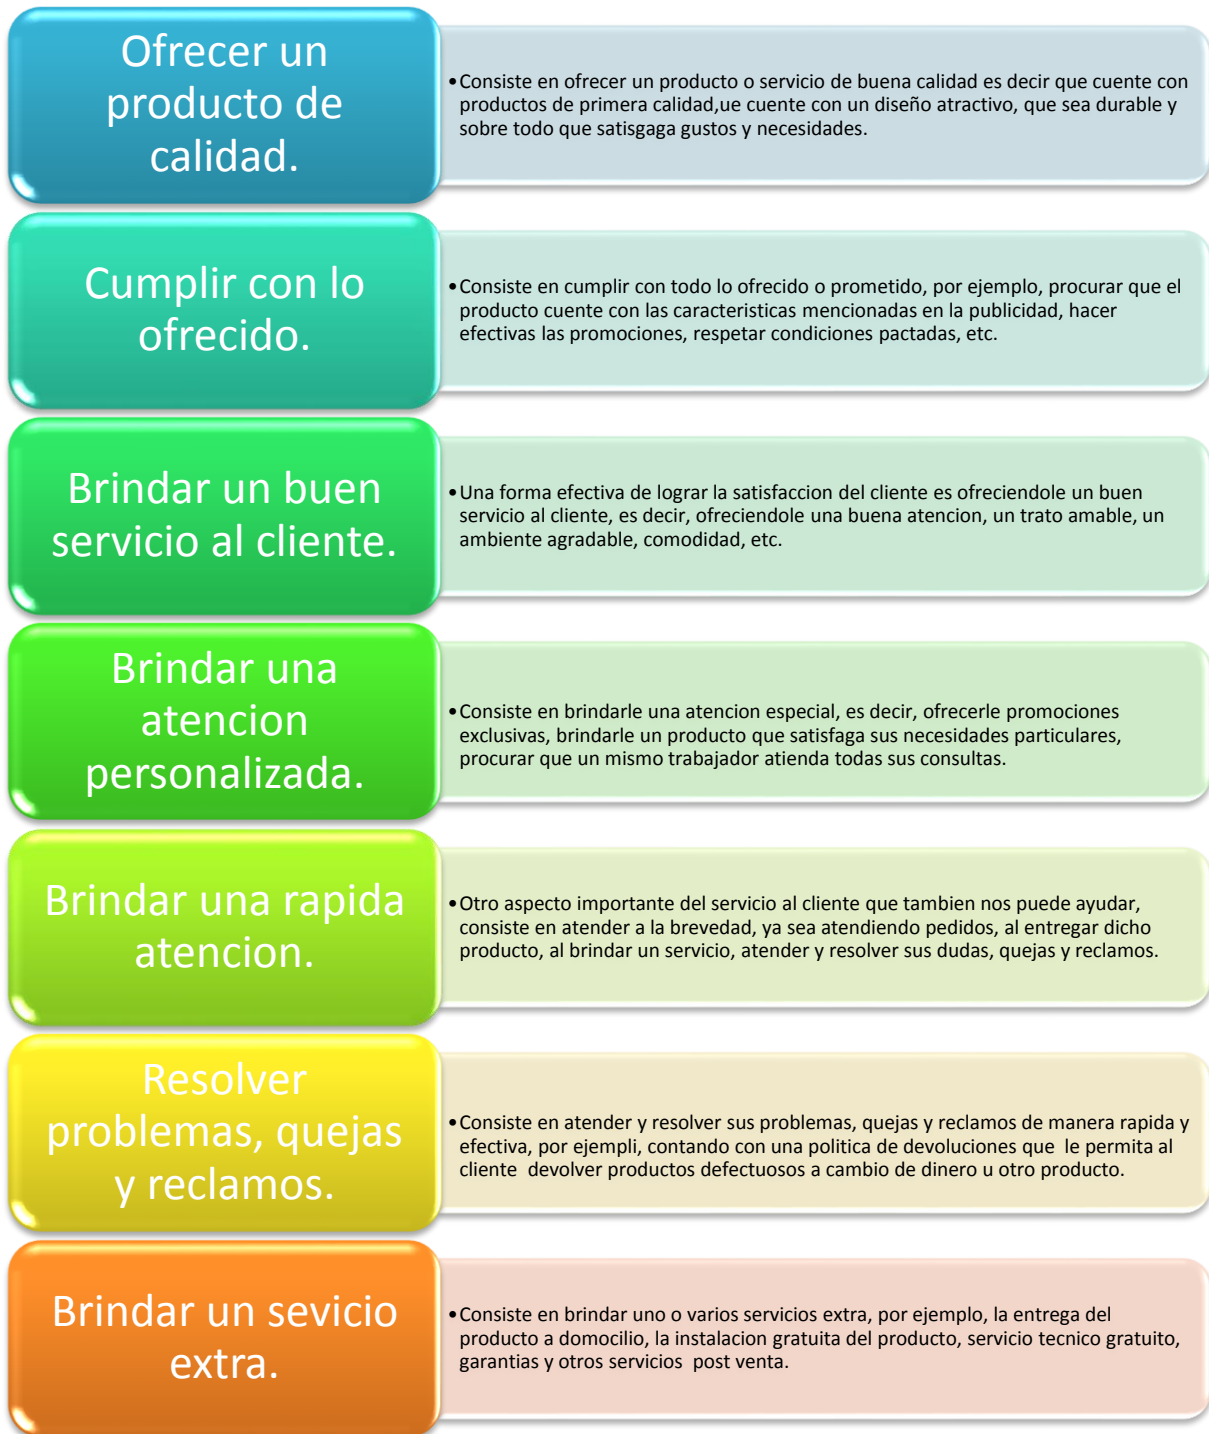 Ofrecer un
producto de
calidad.
•Consiste en ofrecer un producto o servicio de buena calidad es decir que cuente con
productos de primera calidad,ue cuente con un diseño atractivo, que sea durable y
sobre todo que satisgaga gustos y necesidades.
Cumplir con lo
ofrecido.
•Consiste en cumplir con todo lo ofrecido o prometido, por ejemplo, procurar que el
producto cuente con las caracteristicas mencionadas en la publicidad, hacer
efectivas las promociones, respetar condiciones pactadas, etc.
Brindar un buen
servicio al cliente.
•Una forma efectiva de lograr la satisfaccion del cliente es ofreciendole un buen
servicio al cliente, es decir, ofreciendole una buena atencion, un trato amable, un
ambiente agradable, comodidad, etc.
Brindar una
atencion
personalizada.
•Consiste en brindarle una atencion especial, es decir, ofrecerle promociones
exclusivas, brindarle un producto que satisfaga sus necesidades particulares,
procurar que un mismo trabajador atienda todas sus consultas.
Brindar una rapida
atencion.
•Otro aspecto importante del servicio al cliente que tambien nos puede ayudar,
consiste en atender a la brevedad, ya sea atendiendo pedidos, al entregar dicho
producto, al brindar un servicio, atender y resolver sus dudas, quejas y reclamos.
Resolver
problemas, quejas
y reclamos.
•Consiste en atender y resolver sus problemas, quejas y reclamos de manera rapida y
efectiva, por ejempli, contando con una politica de devoluciones que le permita al
cliente devolver productos defectuosos a cambio de dinero u otro producto.
Brindar un sevicio
extra.
•Consiste en brindar uno o varios servicios extra, por ejemplo, la entrega del
producto a domocilio, la instalacion gratuita del producto, servicio tecnico gratuito,
garantias y otros servicios post venta.